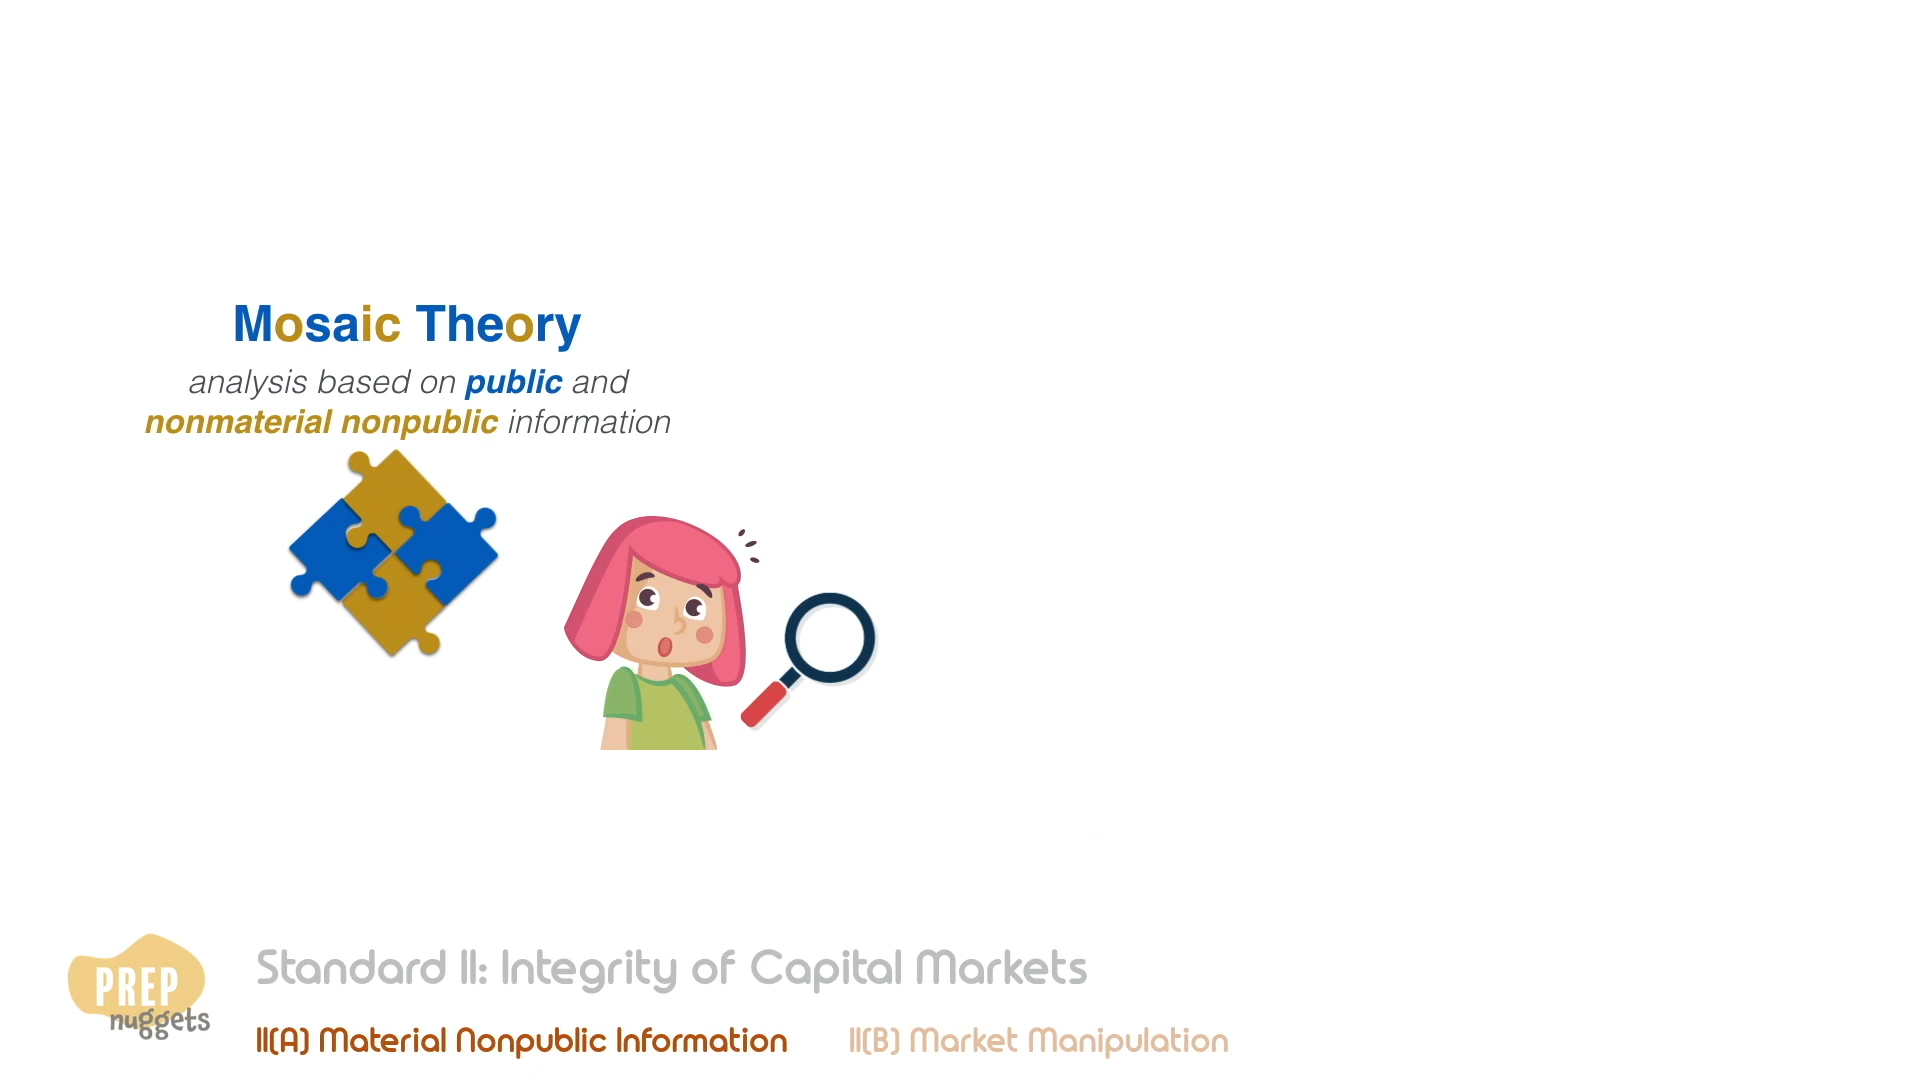 Mosaic Theory
analysis based on public and
nonmaterial nonpublic information
PREP
nuggets
Standard II: Integrity of Capital Markets
II(A) Material Nonpublic Information
II(B) Market Manipulation